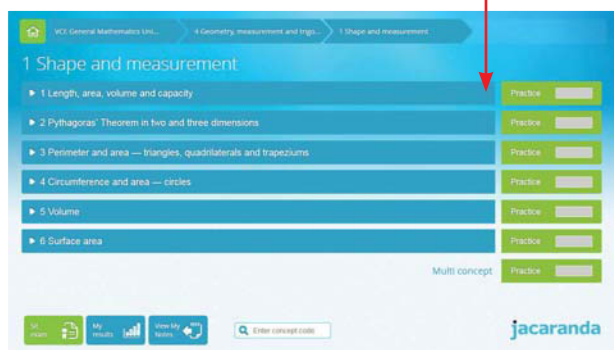 VCE General Mathematics Uni... 4 Geometry, measurement and trigo... 1 Shape and measurement
1 Shape and measurement
1 Length, area, volume and capacity Practice
2 Pythagoras' Theorem in two and three dimensions Practice
3 Perimeter and area — triangles, quadrilaterals and trapeziums Practice
4 Circumference and area — circles Practice
5 Volume Practice
6 Surface area Practice
Multi concept Practice
Sit exam My results View My Notes Enter concept code jacaranda